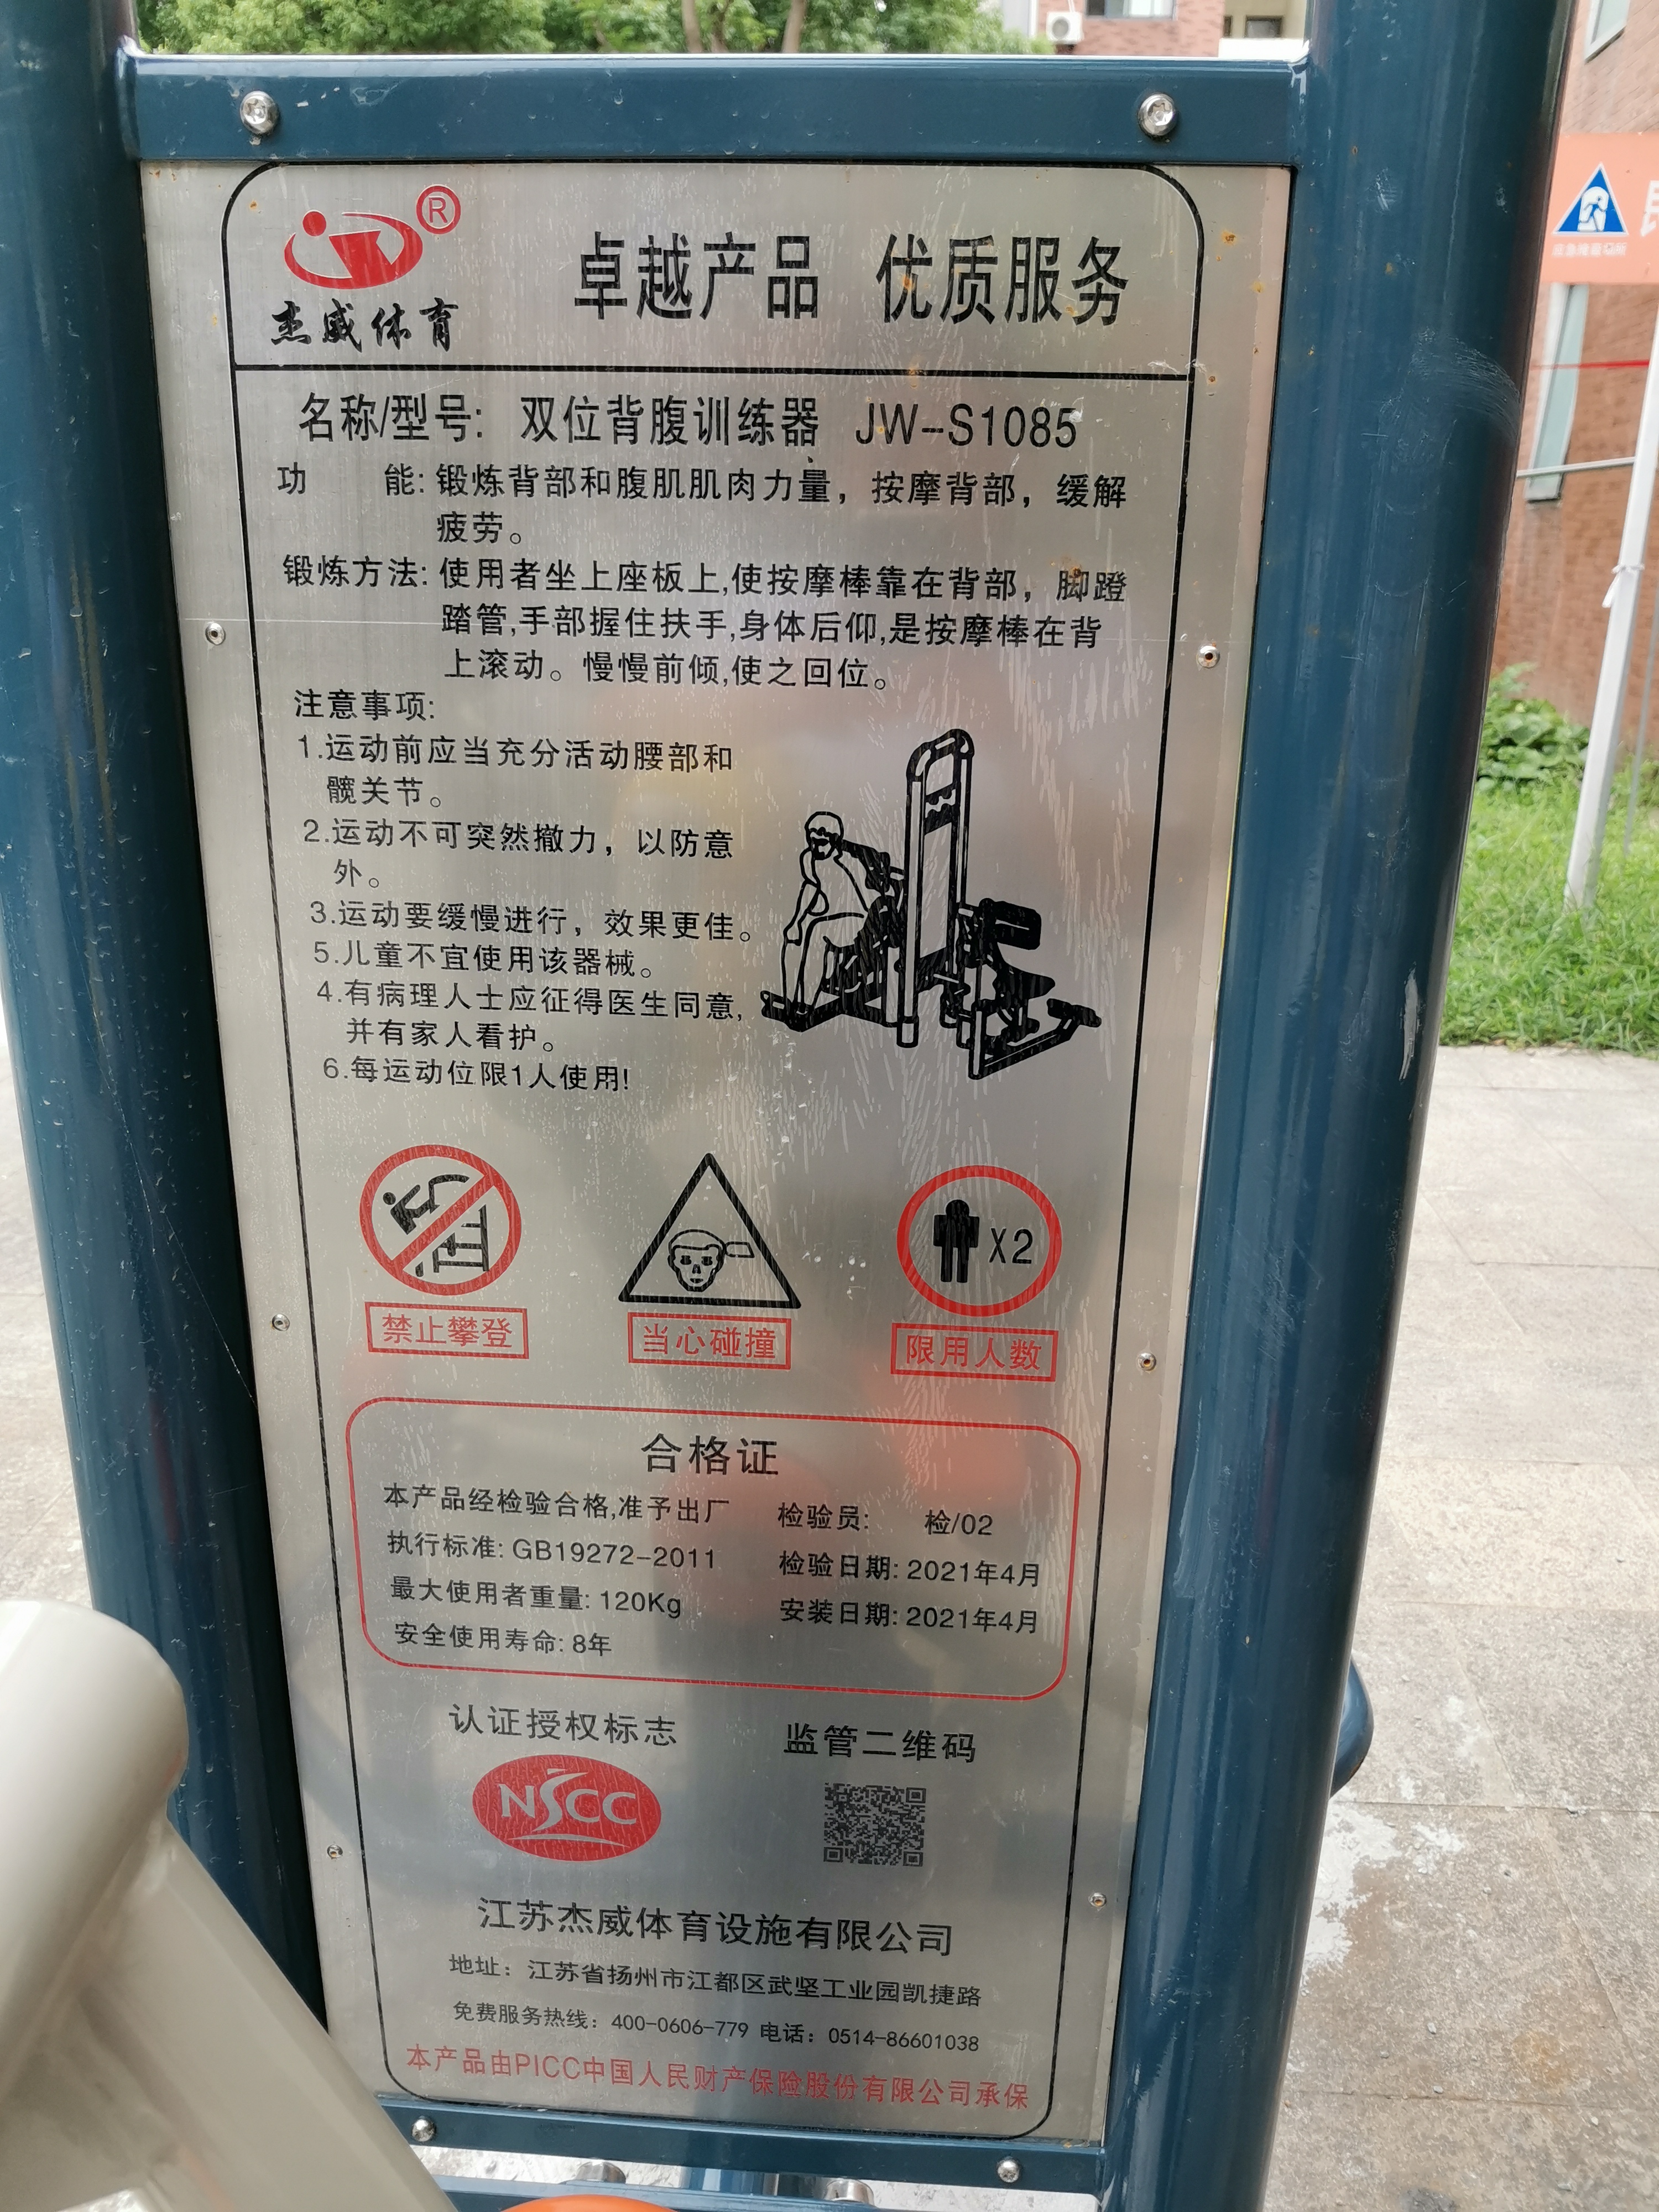 ®
杰威体育
卓越产品 优质服务
名称/型号: 双位背腹训练器 JW-S1085
功 能: 锻炼背部和腹肌肌肉力量，按摩背部，缓解
疲劳。
锻炼方法: 使用者坐上座板上,使按摩棒靠在背部，脚蹬
踏管,手部握住扶手,身体后仰,是按摩棒在背
上滚动。慢慢前倾,使之回位。
注意事项:
1.运动前应当充分活动腰部和
髋关节。
2.运动不可突然撤力，以防意
外。
3.运动要缓慢进行，效果更佳。
5.儿童不宜使用该器械。
4.有病理人士应征得医生同意,
并有家人看护。
6.每运动位限1人使用!
X2
禁止攀登
当心碰撞
限用人数
合格证
本产品经检验合格,准予出厂 检验员: 检/02
执行标准: GB19272-2011 检验日期: 2021年4月
最大使用者重量: 120Kg 安装日期: 2021年4月
安全使用寿命: 8年
认证授权标志 监管二维码
NSCC
江苏杰威体育设施有限公司
地址：江苏省扬州市江都区武坚工业园凯捷路
免费服务热线：400-0606-779 电话：0514-86601038
本产品由PICC中国人民财产保险股份有限公司承保